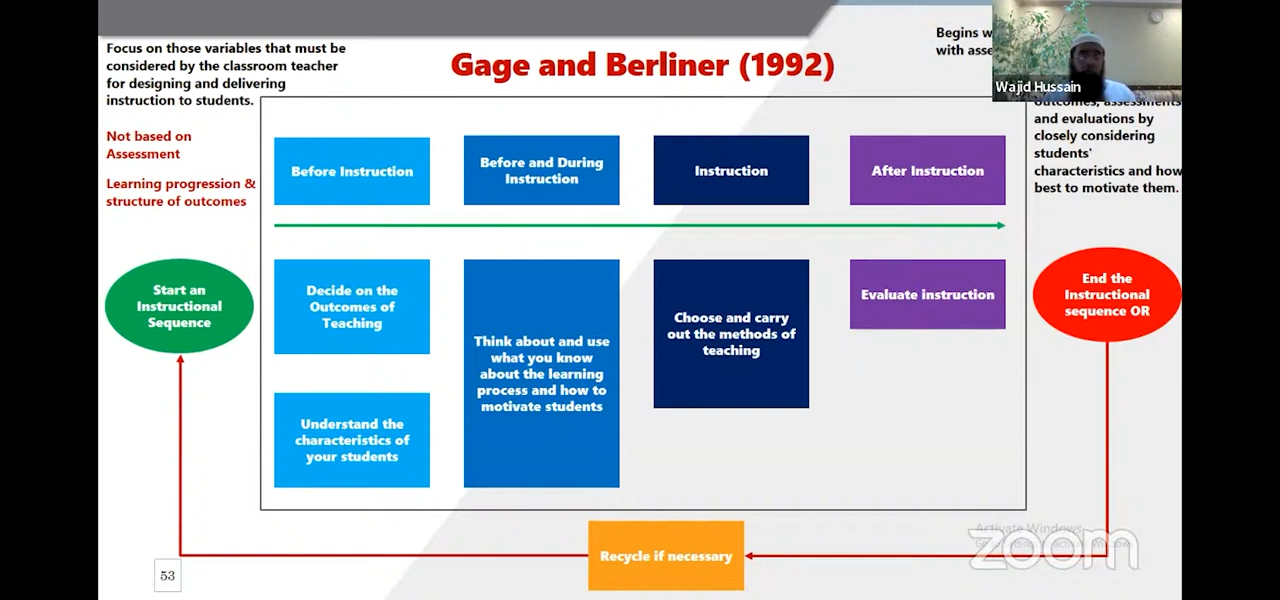 Focus on those variables that must be
considered by the classroom teacher
for designing and delivering
instruction to students.
Not based on
Assessment
Learning progression &
structure of outcomes
Gage and Berliner (1992)
Begins
with
Wajid Hussain
outcomes, assessments
and evaluations by
closely considering
students'
characteristics and how
best to motivate them.
Before Instruction
Before and During
Instruction
Instruction
After Instruction
Start an
Instructional
Sequence
Decide on the
Outcomes of
Teaching
Understand the
characteristics of
your students
Think about and use
what you know
about the learning
process and how to
motivate students
Choose and carry
out the methods of
teaching
Evaluate instruction
End the
Instructional
sequence OR
Recycle if necessary
Activate Windows
zoom
53